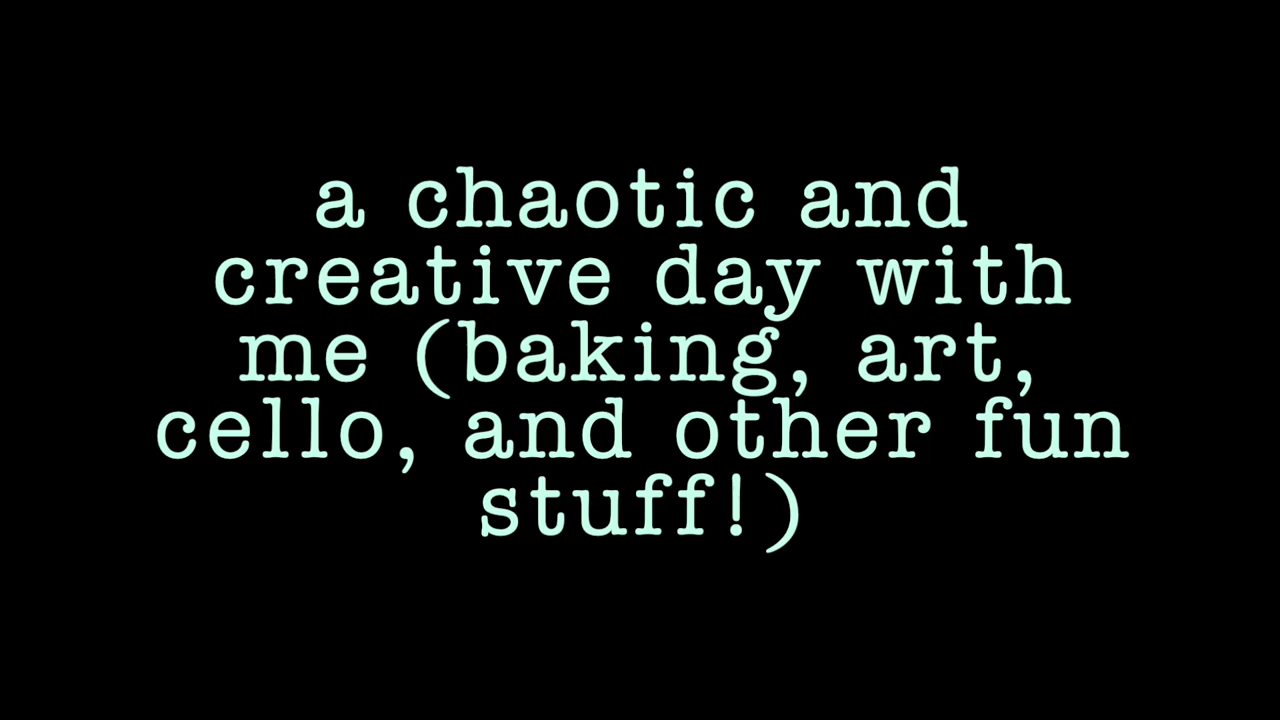 a chaotic and
creative day with
me (baking, art,
cello, and other fun
stuff!)